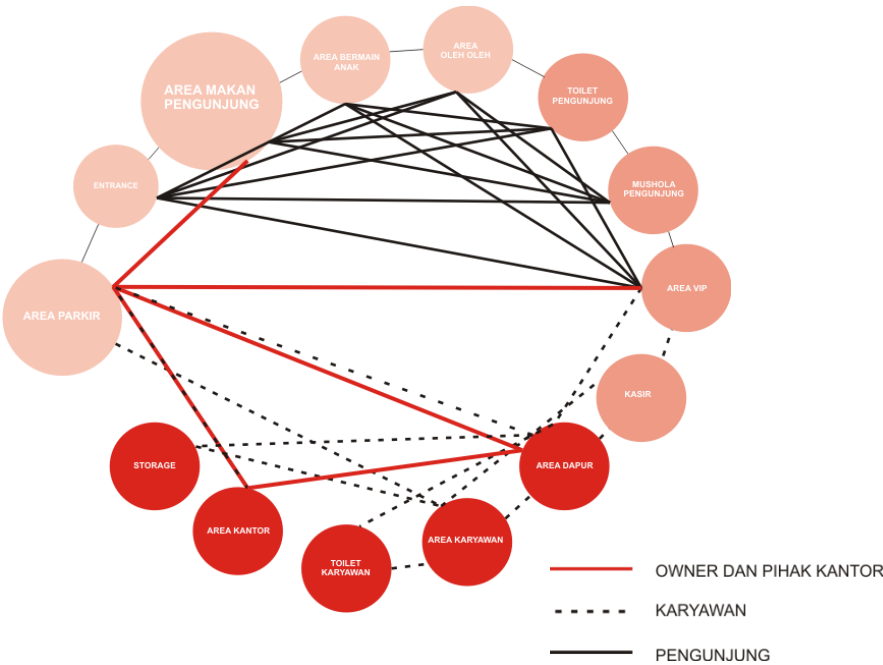 AREA
OLEH OLEH
AREA BERMAIN
ANAK
AREA MAKAN
PENGUNJUNG
TOILET
PENGUNJUNG
ENTRANCE
MUSHOLA
PENGUNJUNG
AREA PARKIR
AREA VIP
KASIR
STORAGE
AREA DAPUR
AREA KANTOR
AREA KARYAWAN
TOILET
KARYAWAN
OWNER DAN PIHAK KANTOR
KARYAWAN
PENGUNJUNG